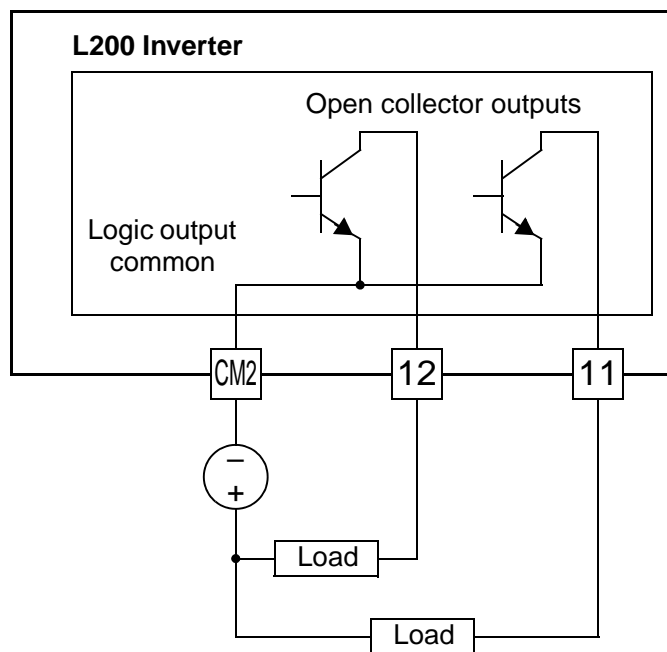 L200 Inverter
Open collector outputs
Logic output
common
CM2
12
11
–
+
Load
Load